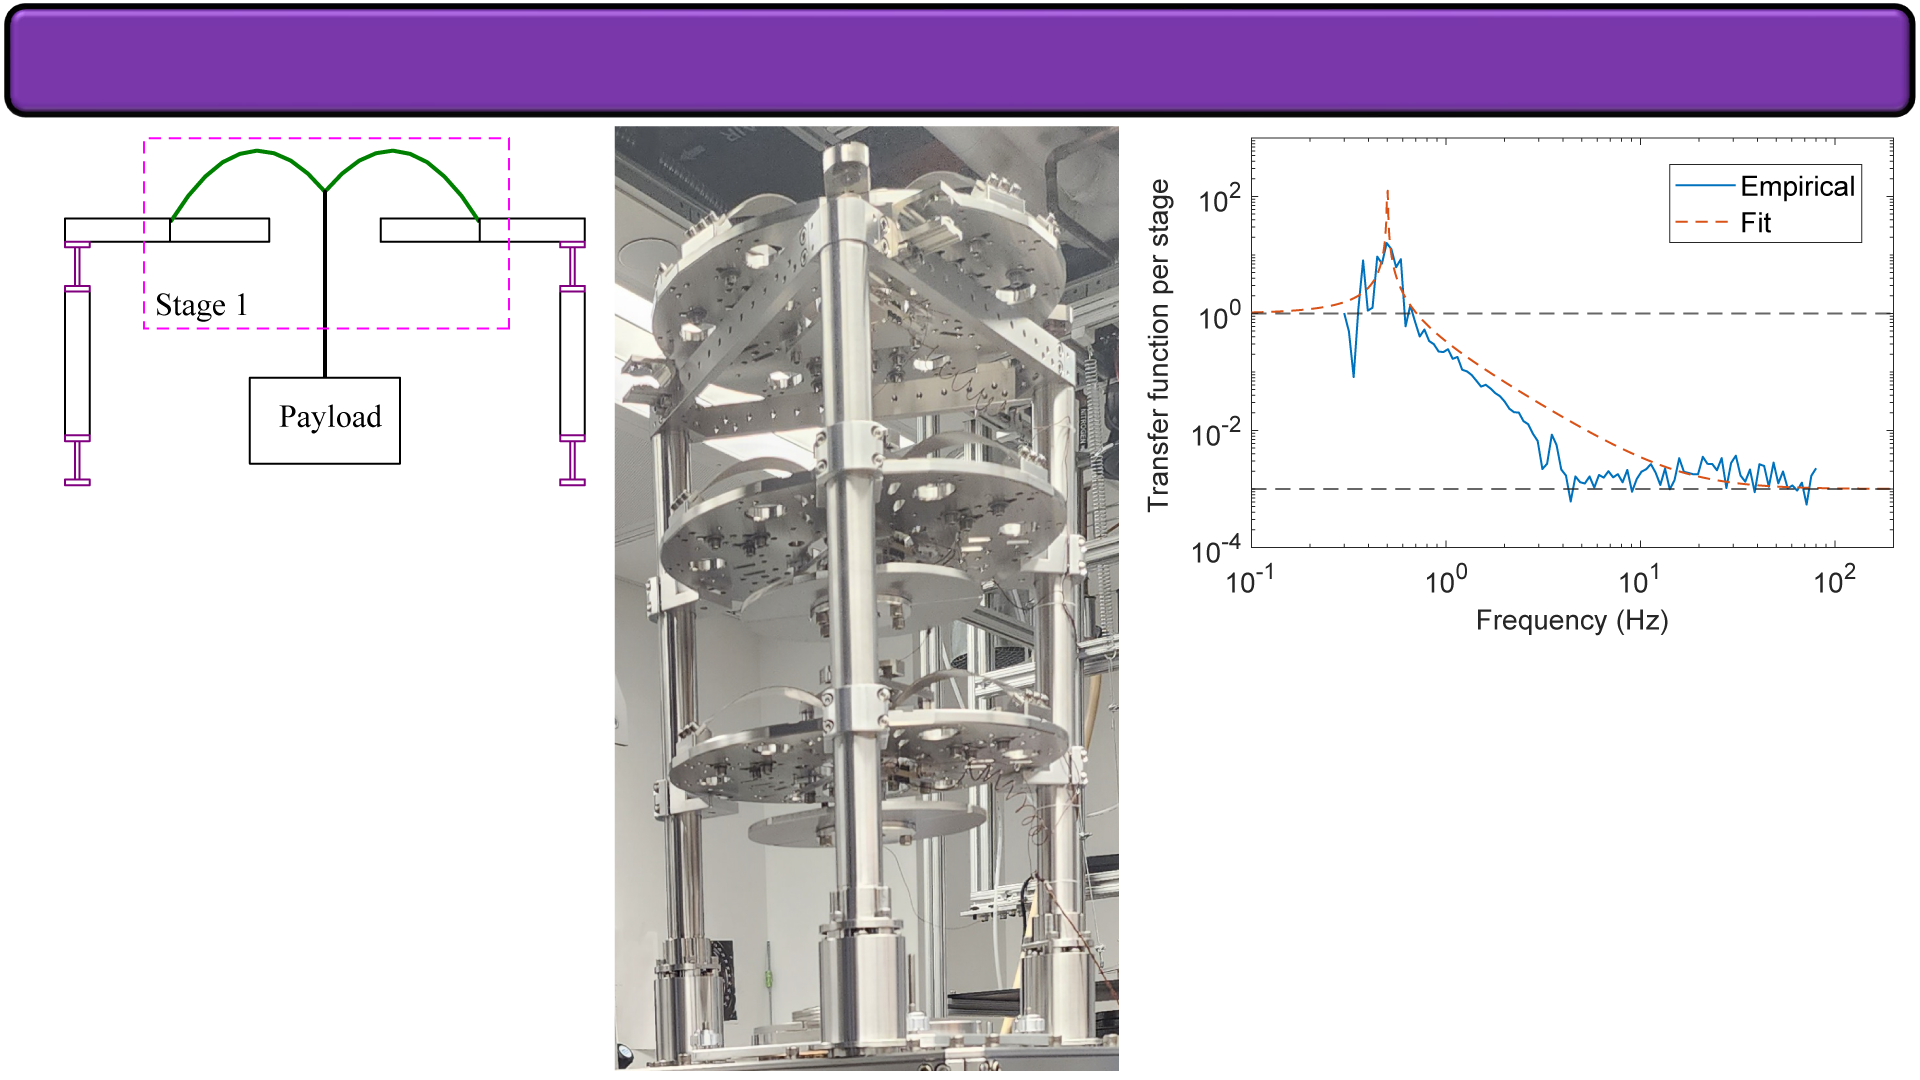 Stage 1
Payload
NITROGEN
Transfer function per stage
10^2
10^0
10^-2
10^-4
10^-1
10^0
10^1
10^2
Frequency (Hz)
Empirical
Fit